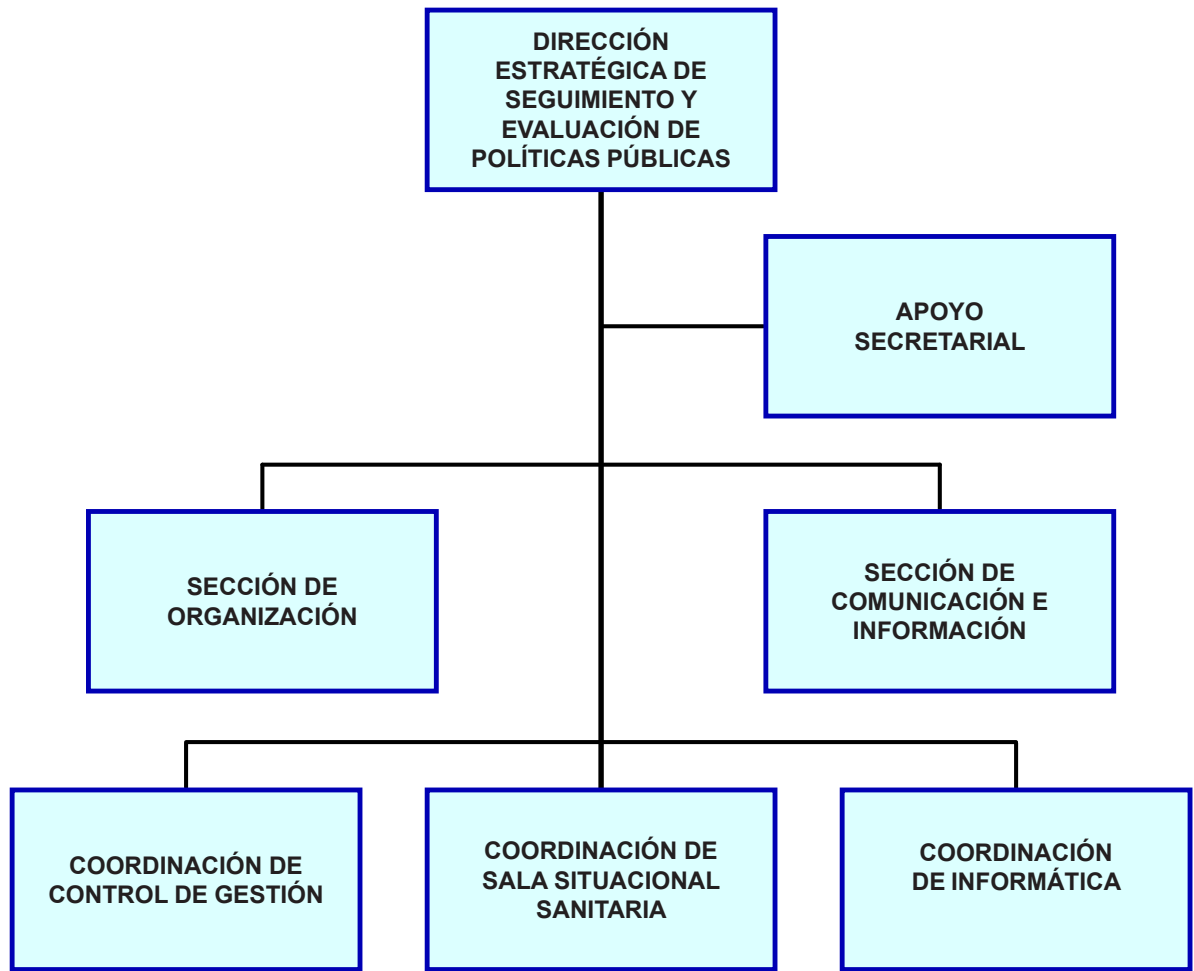 DIRECCIÓN
ESTRATÉGICA DE
SEGUIMIENTO Y
EVALUACIÓN DE
POLÍTICAS PÚBLICAS
APOYO
SECRETARIAL
SECCIÓN DE
ORGANIZACIÓN
SECCIÓN DE
COMUNICACIÓN E
INFORMACIÓN
COORDINACIÓN DE
CONTROL DE GESTIÓN
COORDINACIÓN DE
SALA SITUACIONAL
SANITARIA
COORDINACIÓN
DE INFORMÁTICA